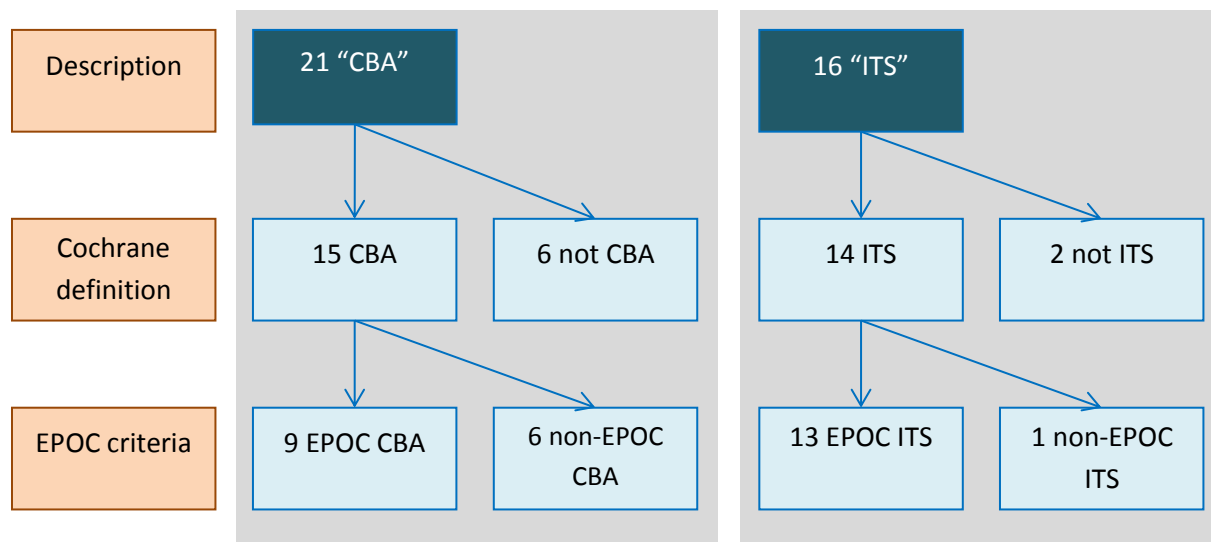 Description
21 “CBA”
16 “ITS”
Cochrane
definition
15 CBA
6 not CBA
14 ITS
2 not ITS
EPOC criteria
9 EPOC CBA
6 non-EPOC
CBA
13 EPOC ITS
1 non-EPOC
ITS